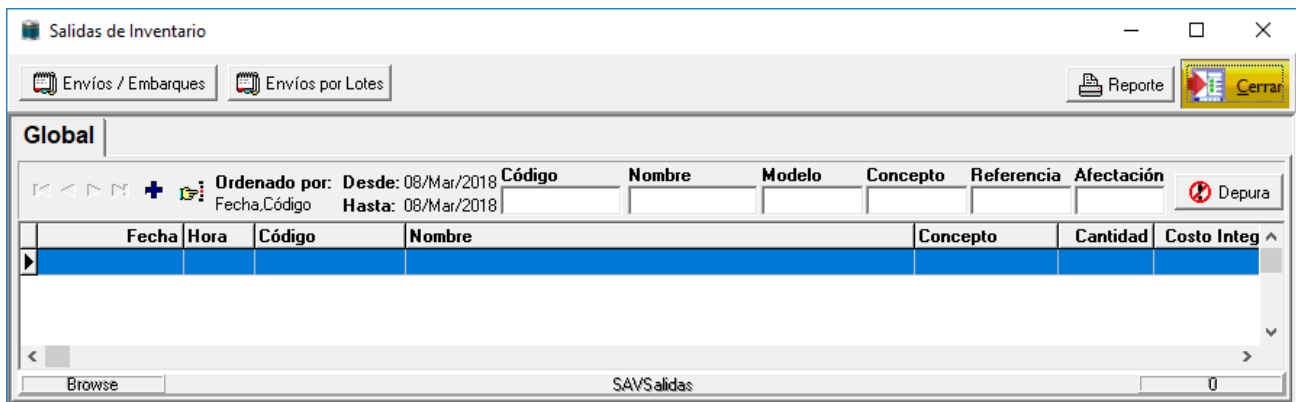 Salidas de Inventario
Envíos / Embarques Envíos por Lotes Reporte Cerrar
Global
Ordenado por: Desde: 08/Mar/2018 Código Nombre Modelo Concepto Referencia Afectación
Fecha,Código Hasta: 08/Mar/2018 Depura
Fecha Hora Código Nombre Concepto Cantidad Costo Integ
Browse SAVSalidas 0